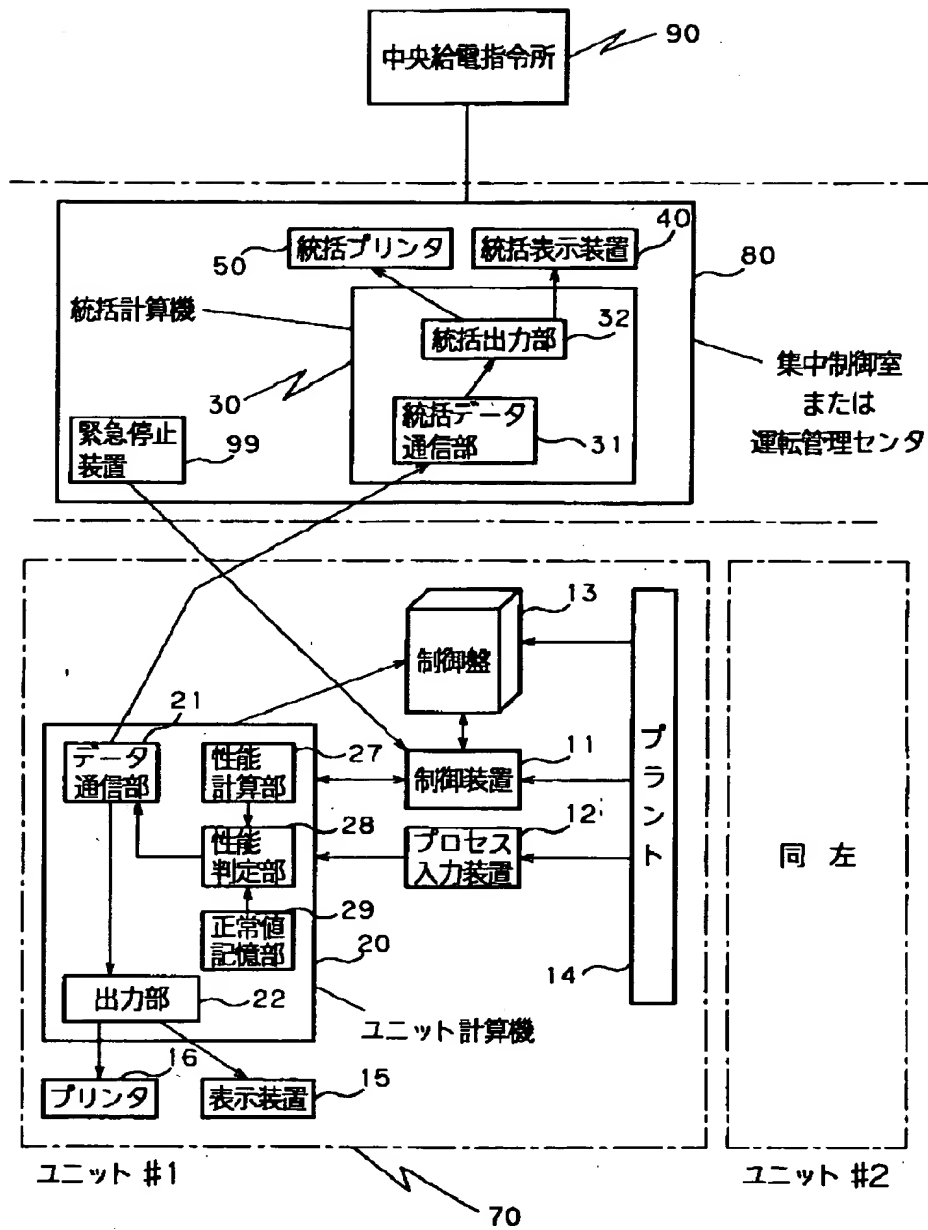 中央給電指令所
90
統括プリンタ
50
統括表示装置
40
80
統括計算機
統括出力部
32
30
統括データ
通信部
31
緊急停止
装置
99
集中制御室
または
運転管理センタ
制御盤
13
データ
通信部
21
性能
計算部
27
制御装置
11
性能
判定部
28
プロセス
入力装置
12
正常値
記憶部
29
20
プラント
14
同左
出力部
22
ユニット計算機
プリンタ
16
表示装置
15
ユニット #1
70
ユニット #2